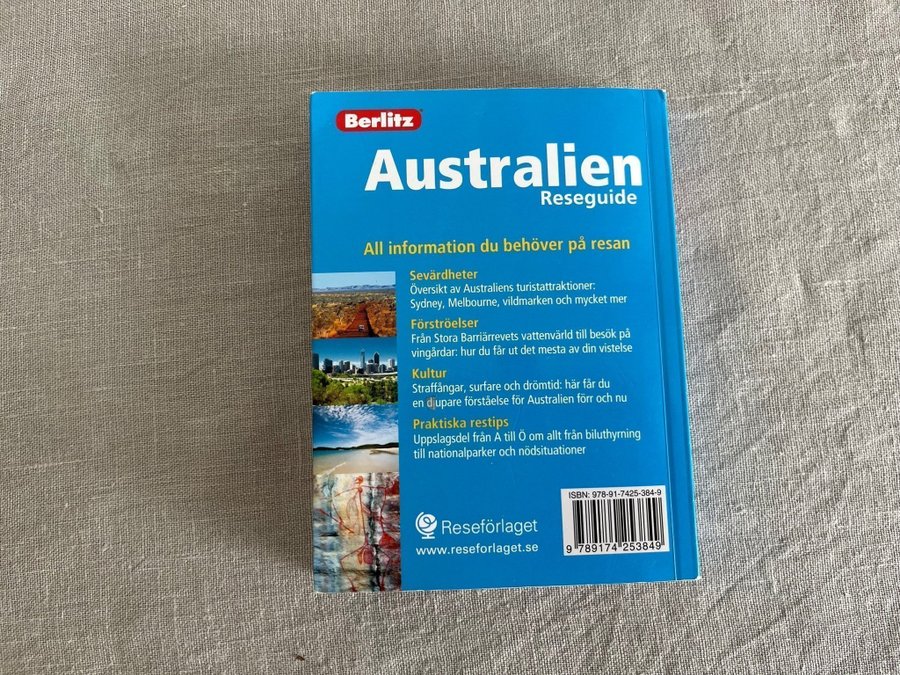 Berlitz
Australien
Reseguide
All information du behöver på resan
Sevärdheter
Översikt av Australiens turistattraktioner:
Sydney, Melbourne, vildmarken och mycket mer
Förströelser
Från Stora Barriärrevets vattenvärld till besök på
vingårdar: hur du får ut det mesta av din vistelse
Kultur
Straffångar, surfare och drömtid: här får du
en djupare förståelse för Australien förr och nu
Praktiska restips
Uppslagsdel från A till Ö om allt från biluthyrning
till nationalparker och nödsituationer
ISBN: 978-91-7425-384-9
Reseförlaget
www.reseforlaget.se
9 789174 253849